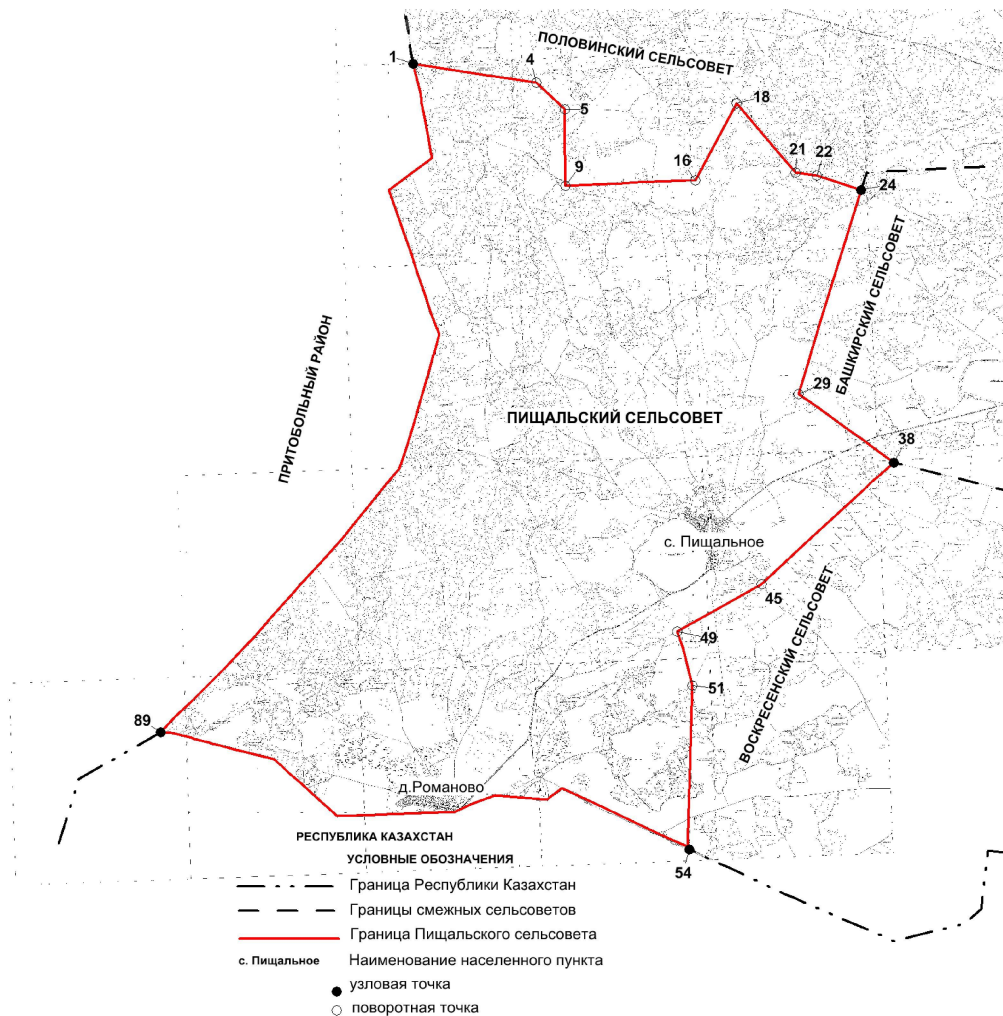 ПОЛОВИНСКИЙ СЕЛЬСОВЕТ
1
4
5
18
9
16
21
22
24
БАШКИРСКИЙ СЕЛЬСОВЕТ
ПРИТОБОЛЬНЫЙ РАЙОН
29
ПИЩАЛЬСКИЙ СЕЛЬСОВЕТ
38
с. Пищальное
45
ВОСКРЕСЕНСКИЙ СЕЛЬСОВЕТ
49
51
89
д.Романово
54
РЕСПУБЛИКА КАЗАХСТАН
УСЛОВНЫЕ ОБОЗНАЧЕНИЯ
Граница Республики Казахстан
Границы смежных сельсоветов
Граница Пищальского сельсовета
с. Пищальное Наименование населенного пункта
узловая точка
поворотная точка